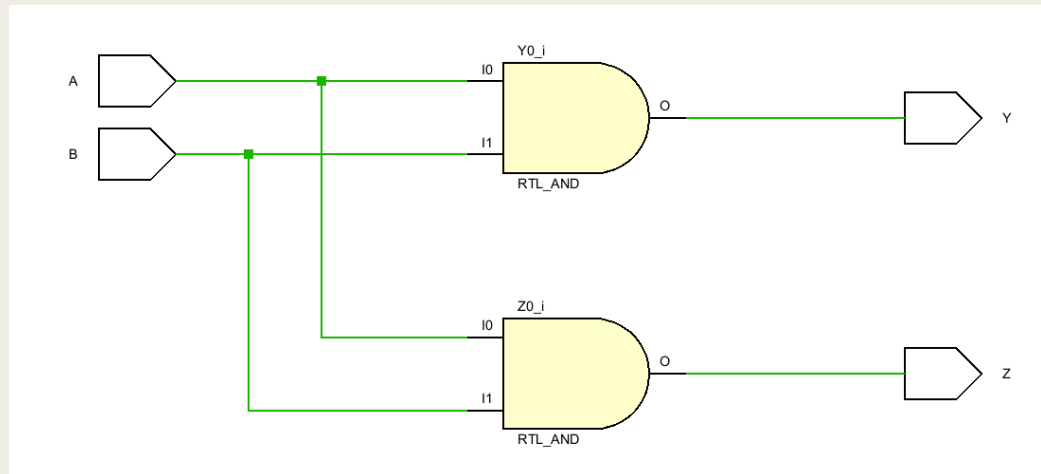 Y0_i
A
I0
O
Y
B
I1
RTL_AND
Z0_i
I0
O
Z
I1
RTL_AND